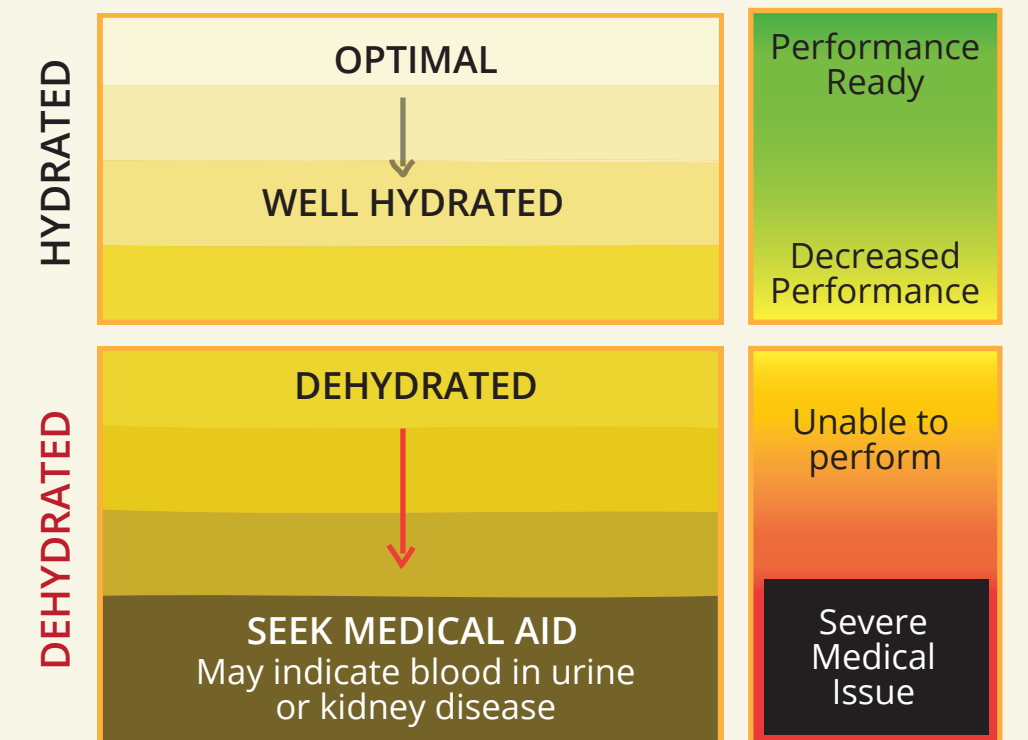 HYDRATED
OPTIMAL
WELL HYDRATED
Performance
Ready
Decreased
Performance
DEHYDRATED
DEHYDRATED
SEEK MEDICAL AID
May indicate blood in urine
or kidney disease
Unable to
perform
Severe
Medical
Issue